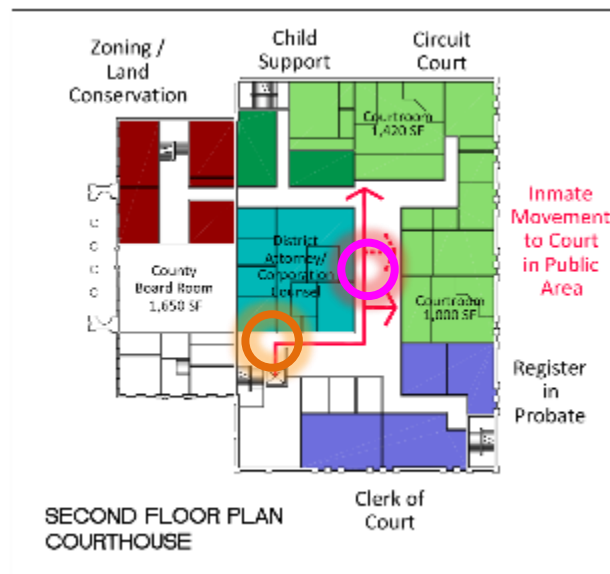 Zoning /
Land
Conservation
Child
Support
Circuit
Court
Courtroom
1,420 SF
Inmate
Movement
to Court
in Public
Area
District
Attorney/
Corporation
Counsel
County
Board Room
1,650 SF
Courtroom
1,000 SF
Register
in
Probate
Clerk of
Court
SECOND FLOOR PLAN
COURTHOUSE